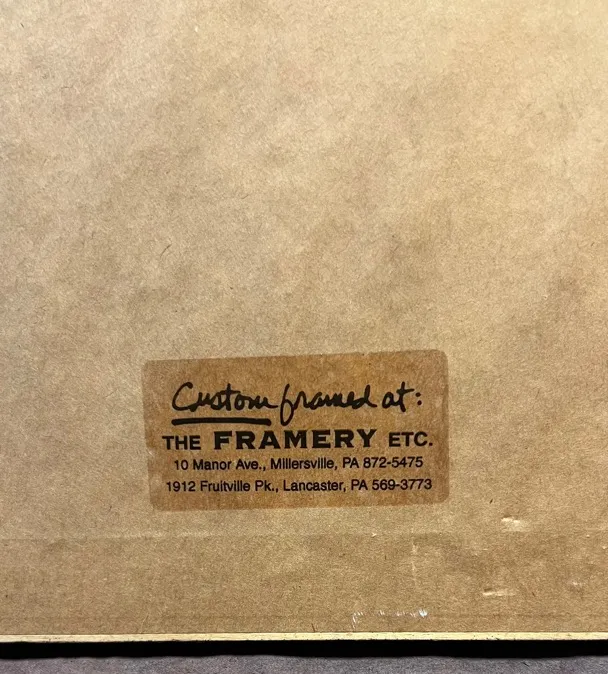 Custom framed at:
THE FRAMERY ETC.
10 Manor Ave., Millersville, PA 872-5475
1912 Fruitville Pk., Lancaster, PA 569-3773